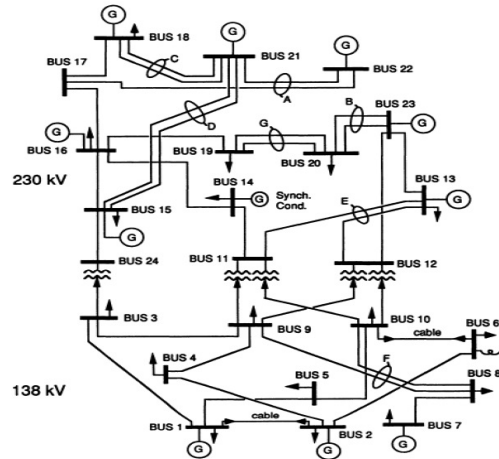 G
BUS 18
G
BUS 21
G
BUS 17
C
BUS 22
A
B
BUS 23
D
G
G
BUS 16
BUS 19
G
BUS 20
G
230 kV
BUS 14
Synch.
G
Cond.
BUS 13
G
BUS 15
E
G
BUS 11
BUS 24
BUS 12
BUS 3
BUS 9
BUS 10
BUS 6
cable
BUS 4
BUS 5
F
BUS 8
138 kV
cable
BUS 1
BUS 2
BUS 7
G
G
G